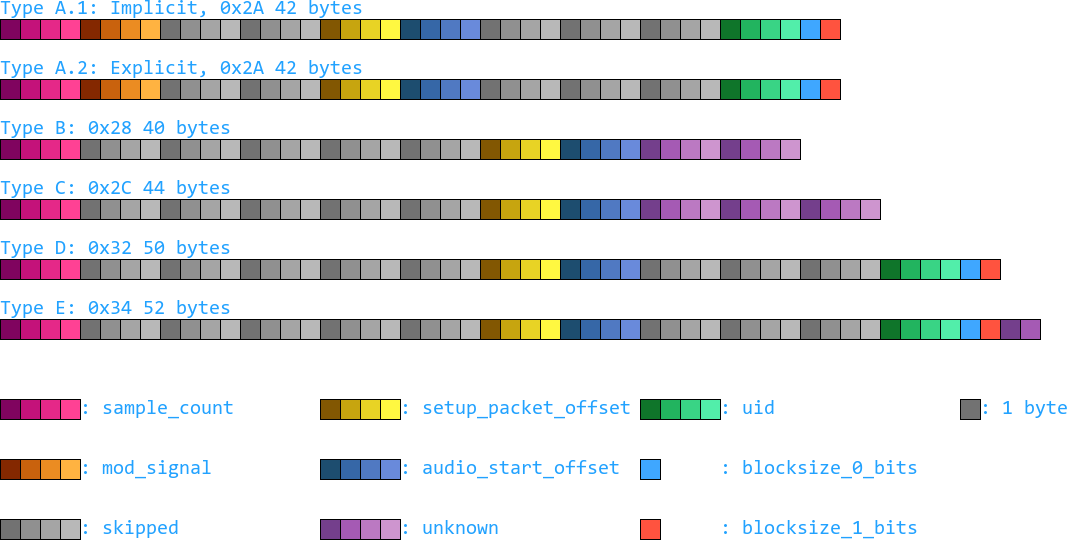 Type A.1: Implicit, 0x2A 42 bytes
Type A.2: Explicit, 0x2A 42 bytes
Type B: 0x28 40 bytes
Type C: 0x2C 44 bytes
Type D: 0x32 50 bytes
Type E: 0x34 52 bytes
: sample_count : setup_packet_offset : uid : 1 byte
: mod_signal : audio_start_offset : blocksize_0_bits
: skipped : unknown : blocksize_1_bits